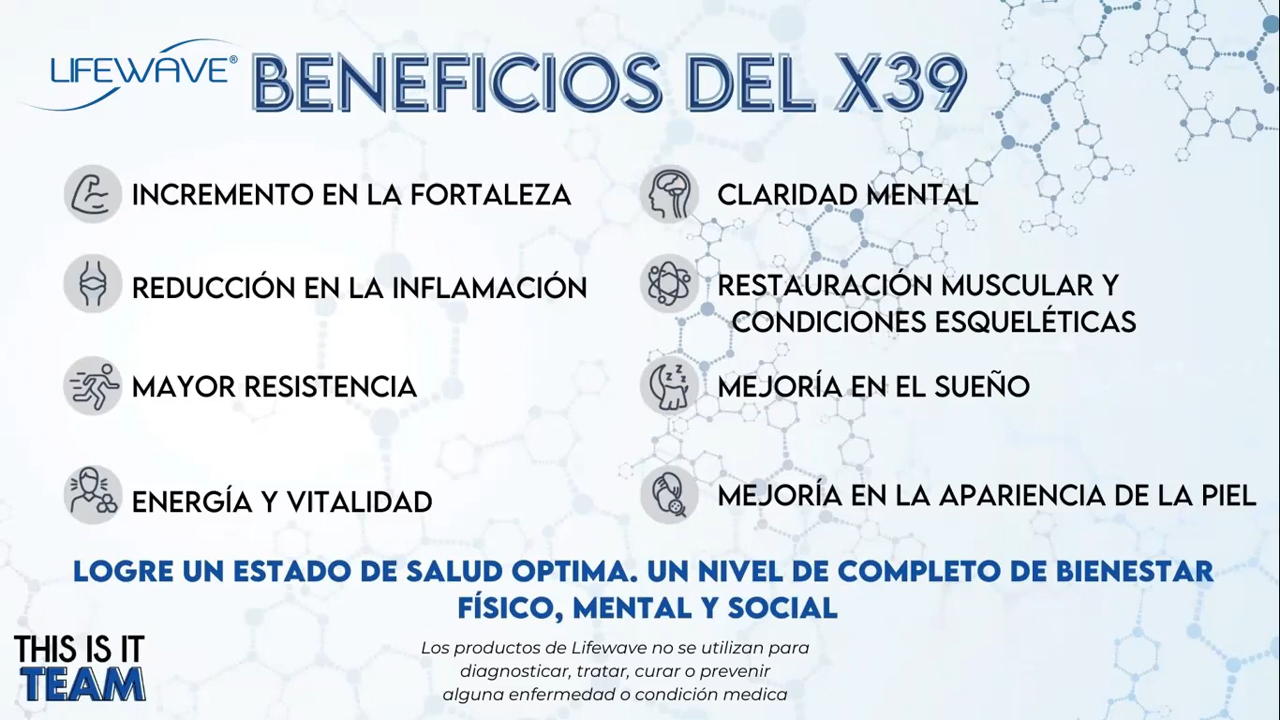 LIFEWAVE®
BENEFICIOS DEL X39
INCREMENTO EN LA FORTALEZA
REDUCCIÓN EN LA INFLAMACIÓN
MAYOR RESISTENCIA
ENERGÍA Y VITALIDAD
CLARIDAD MENTAL
RESTAURACIÓN MUSCULAR Y
CONDICIONES ESQUELÉTICAS
MEJORÍA EN EL SUEÑO
MEJORÍA EN LA APARIENCIA DE LA PIEL
LOGRE UN ESTADO DE SALUD OPTIMA. UN NIVEL DE COMPLETO DE BIENESTAR
FÍSICO, MENTAL Y SOCIAL
THIS IS IT
TEAM
Los productos de Lifewave no se utilizan para
diagnosticar, tratar, curar o prevenir
alguna enfermedad o condición medica